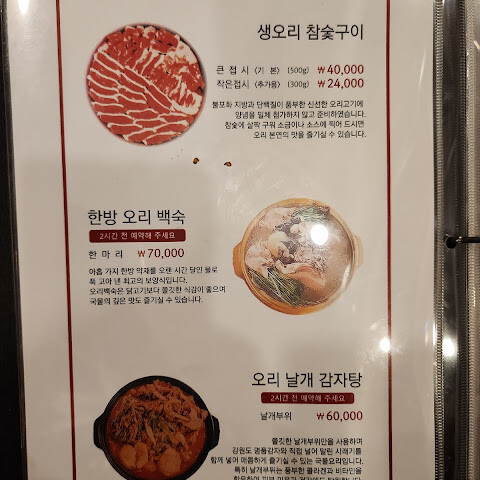 생오리 참숯구이
큰 접 시 (기 본) (500g) ₩40,000
작은접시 (추가용) (300g) ₩24,000
불포화 지방과 단백질이 풍부한 신선한 오리고기에
양념을 일체 첨가하지 않고 준비하였습니다.
참숯에 살짝 구워 소금이나 소스에 찍어 드시면
오리 본연의 맛을 즐기실 수 있습니다.
한방 오리 백숙
2시간 전 예약해 주세요
한 마 리 ₩70,000
아홉 가지 한방 약재를 오랜 시간 달인 물로
푹 고아 낸 최고의 보양식입니다.
오리백숙은 닭고기보다 쫄깃한 식감이 좋으며
국물의 깊은 맛도 즐기실 수 있습니다.
오리 날개 감자탕
2시간 전 예약해 주세요
날개부위 ₩60,000
쫄깃한 날개부위만을 사용하며
강원도 명품감자와 직접 널어 말린 시래기를
함께 넣어 매콤하게 즐기실 수 있는 국물요리입니다.
특히 날개부위는 풍부한 콜라겐과 비타민을